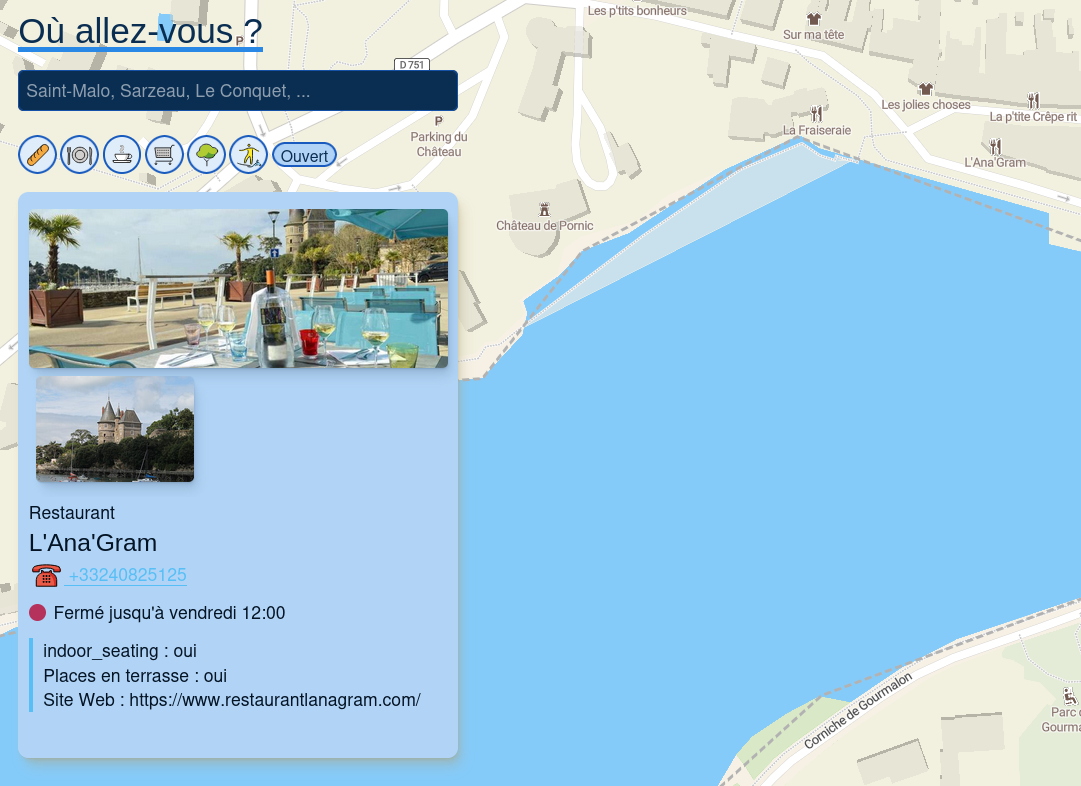 Où allez-vous ?
P
Saint-Malo, Sarzeau, Le Conquet, ...
Ouvert
Restaurant
L'Ana'Gram
+33240825125
Fermé jusqu'à vendredi 12:00
indoor_seating : oui
Places en terrasse : oui
Site Web : https://www.restaurantlanagram.com/
Les p'tits bonheurs
Sur ma tête
D 751
Les jolies choses
La p'tite Crêpe rit
P
Parking du
Château
La Fraiseraie
L'Ana'Gram
Château de Pornic
Corniche de Gourmalon
Parc
Gourma